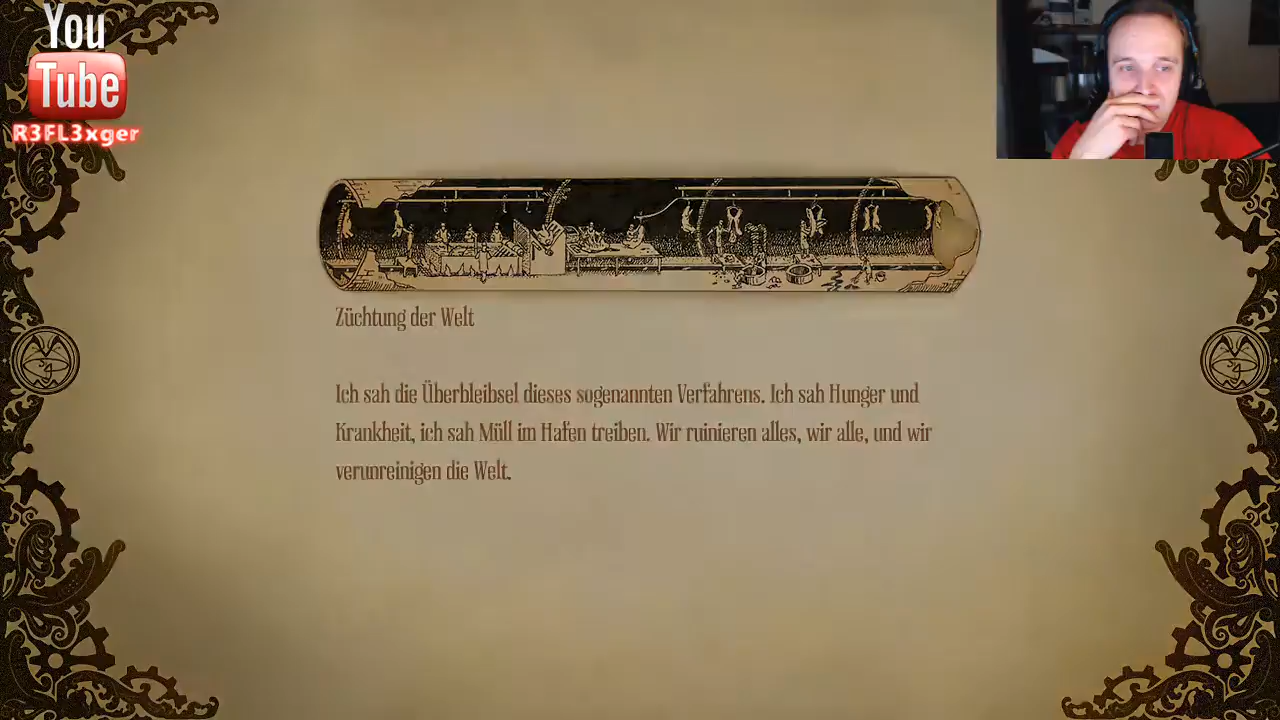 You
Tube
R3FL3xger
Züchtung der Welt
Ich sah die Überbleibsel dieses sogenannten Verfahrens. Ich sah Hunger und
Krankheit, ich sah Müll im Hafen treiben. Wir ruinieren alles, wir alle, und wir
verunreinigen die Welt.